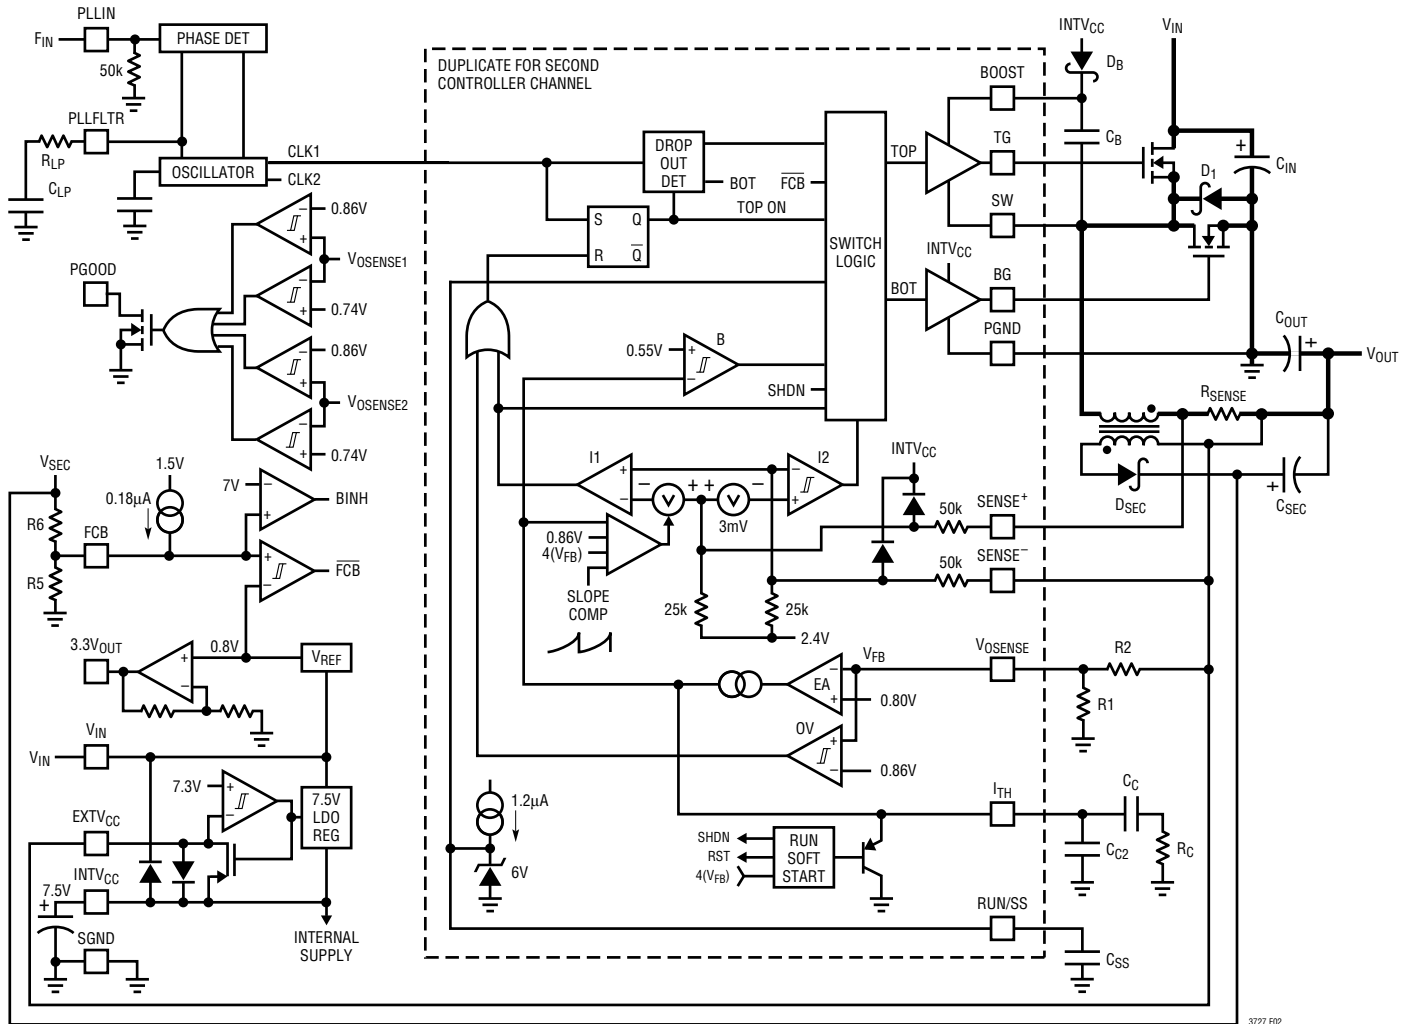 PLLIN
F_IN
PHASE DET
50k
PLLFLTR
R_LP
C_LP
OSCILLATOR
CLK1
CLK2
−
0.86V
+
V_OSENSE1
−
+
0.74V
PGOOD
−
0.86V
+
V_OSENSE2
−
+
0.74V
V_SEC
1.5V
0.18µA
R6
FCB
R5
7V
−
+
BINH
+
−
F̅C̅B̅
3.3V_OUT
0.8V
+
−
V_REF
V_IN
V_IN
7.3V
+
−
7.5V
LDO
REG
EXTV_CC
INTV_CC
7.5V
+
SGND
INTERNAL
SUPPLY
DUPLICATE FOR SECOND
CONTROLLER CHANNEL
DROP
OUT
DET
BOT
F̅C̅B̅
TOP ON
S Q
R Q̅
SWITCH
LOGIC
TOP
BOT
INTV_CC
B
0.55V
+
−
SHDN
I1
+
−
− +
V
+ −
V
3mV
I2
−
+
0.86V
4(V_FB)
SLOPE
COMP
25k
25k
2.4V
INTV_CC
50k
50k
V_FB
−
EA
+
0.80V
OV
+
−
0.86V
1.2µA
6V
SHDN
RST
4(V_FB)
RUN
SOFT
START
BOOST
TG
SW
BG
PGND
SENSE+
SENSE−
V_OSENSE
I_TH
RUN/SS
INTV_CC
D_B
C_B
V_IN
+
C_IN
D_1
C_OUT
+
V_OUT
R_SENSE
D_SEC
+
C_SEC
R2
R1
C_C
C_C2
R_C
C_SS
3727 F02